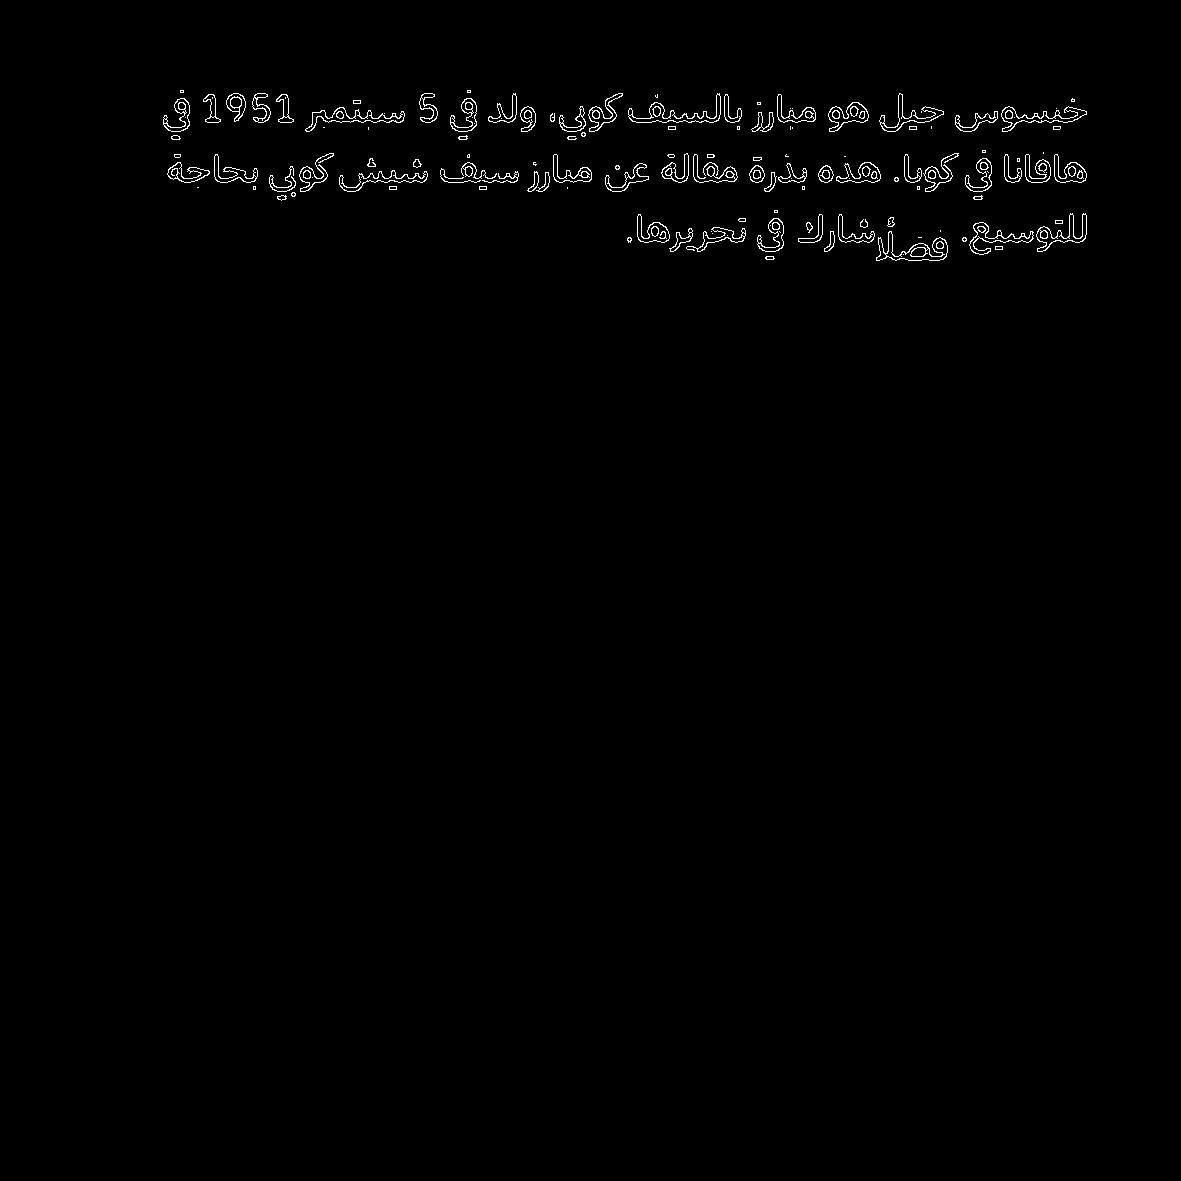 خيسوس جيل هو مبارز بالسيف كوبي، ولد في 5 سبتمبر 1951 في
هافانا في كوبا. هذه بذرة مقالة عن مبارز سيف شيش كوبي بحاجة
للتوسيع. فضلًا شارك في تحريرها.